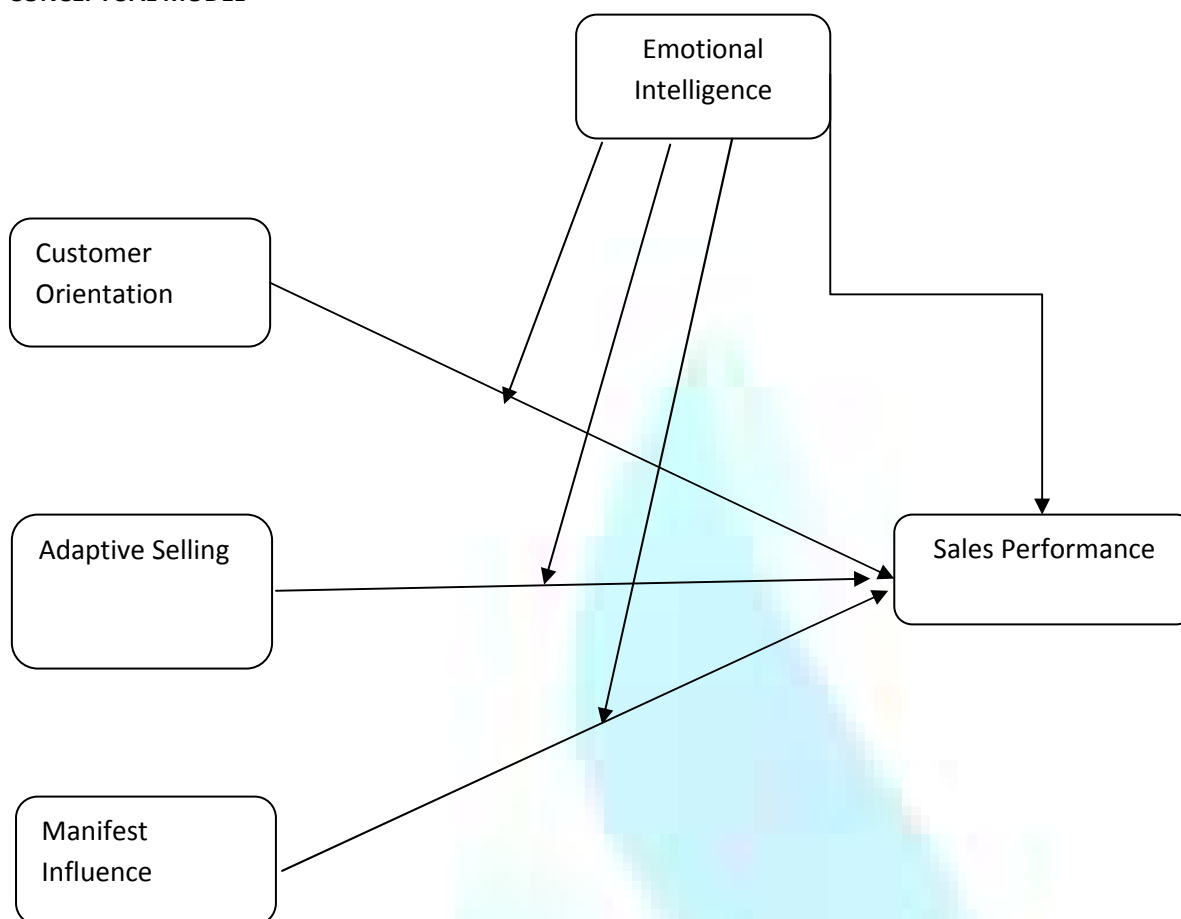 Emotional
Intelligence
Customer
Orientation
Adaptive Selling
Sales Performance
Manifest
Influence